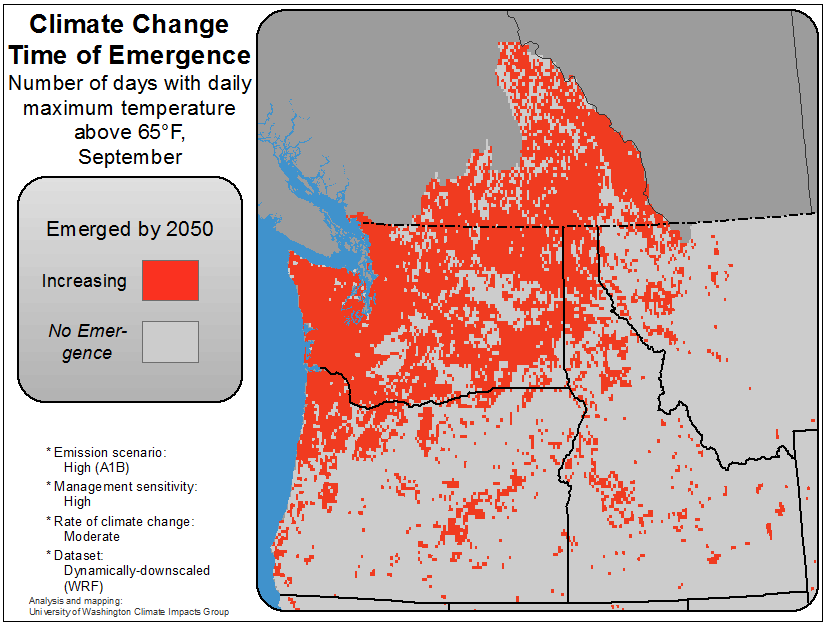 Climate Change
Time of Emergence
Number of days with daily
maximum temperature
above 65°F,
September
Emerged by 2050
Increasing
No Emer-
gence
* Emission scenario:
High (A1B)
* Management sensitivity:
High
* Rate of climate change:
Moderate
* Dataset:
Dynamically-downscaled
(WRF)
Analysis and mapping:
University of Washington Climate Impacts Group